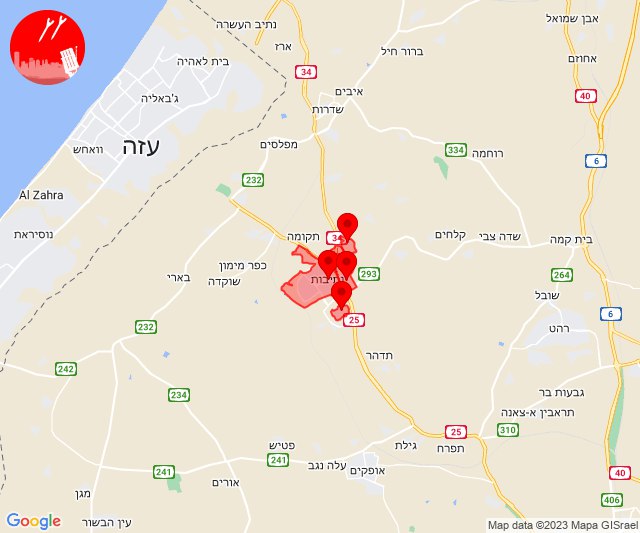 נתיב העשרה
ארז
34
ברור חיל
אבן שמואל
אחוזם
בית לאהיה
ג'באליה
איבים
שדרות
40
עזה
וואחש
מפלסים
334
רוחמה
6
232
Al Zahra
נוסיראת
תקומה
34
קלחים
שדה צבי
בית קמה
כפר מימון
שוקדה
בארי
293
264
נתיבות
שובל
25
6
רהט
232
תדהר
242
234
גבעות בר
תראבין א-צאנה
25
310
פטיש
גילת
תפרח
241
241
עלה נגב
אופקים
אורים
40
מגן
עין הבשור
406
Google
Map data ©2023 Mapa GISrael